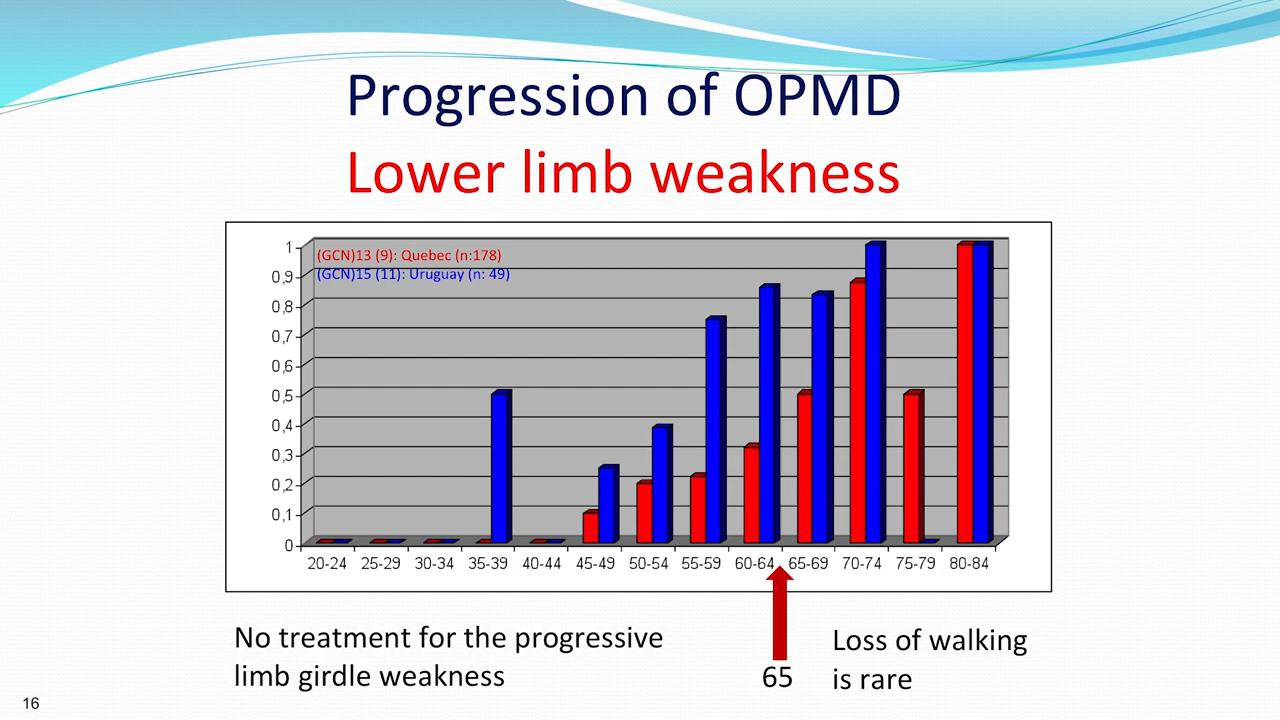 Progression of OPMD
Lower limb weakness
(GCN)13 (9): Quebec (n:178)
(GCN)15 (11): Uruguay (n: 49)
1
0,9
0,8
0,7
0,6
0,5
0,4
0,3
0,2
0,1
0
20-24 25-29 30-34 35-39 40-44 45-49 50-54 55-59 60-64 65-69 70-74 75-79 80-84
No treatment for the progressive
limb girdle weakness
65
Loss of walking
is rare
16